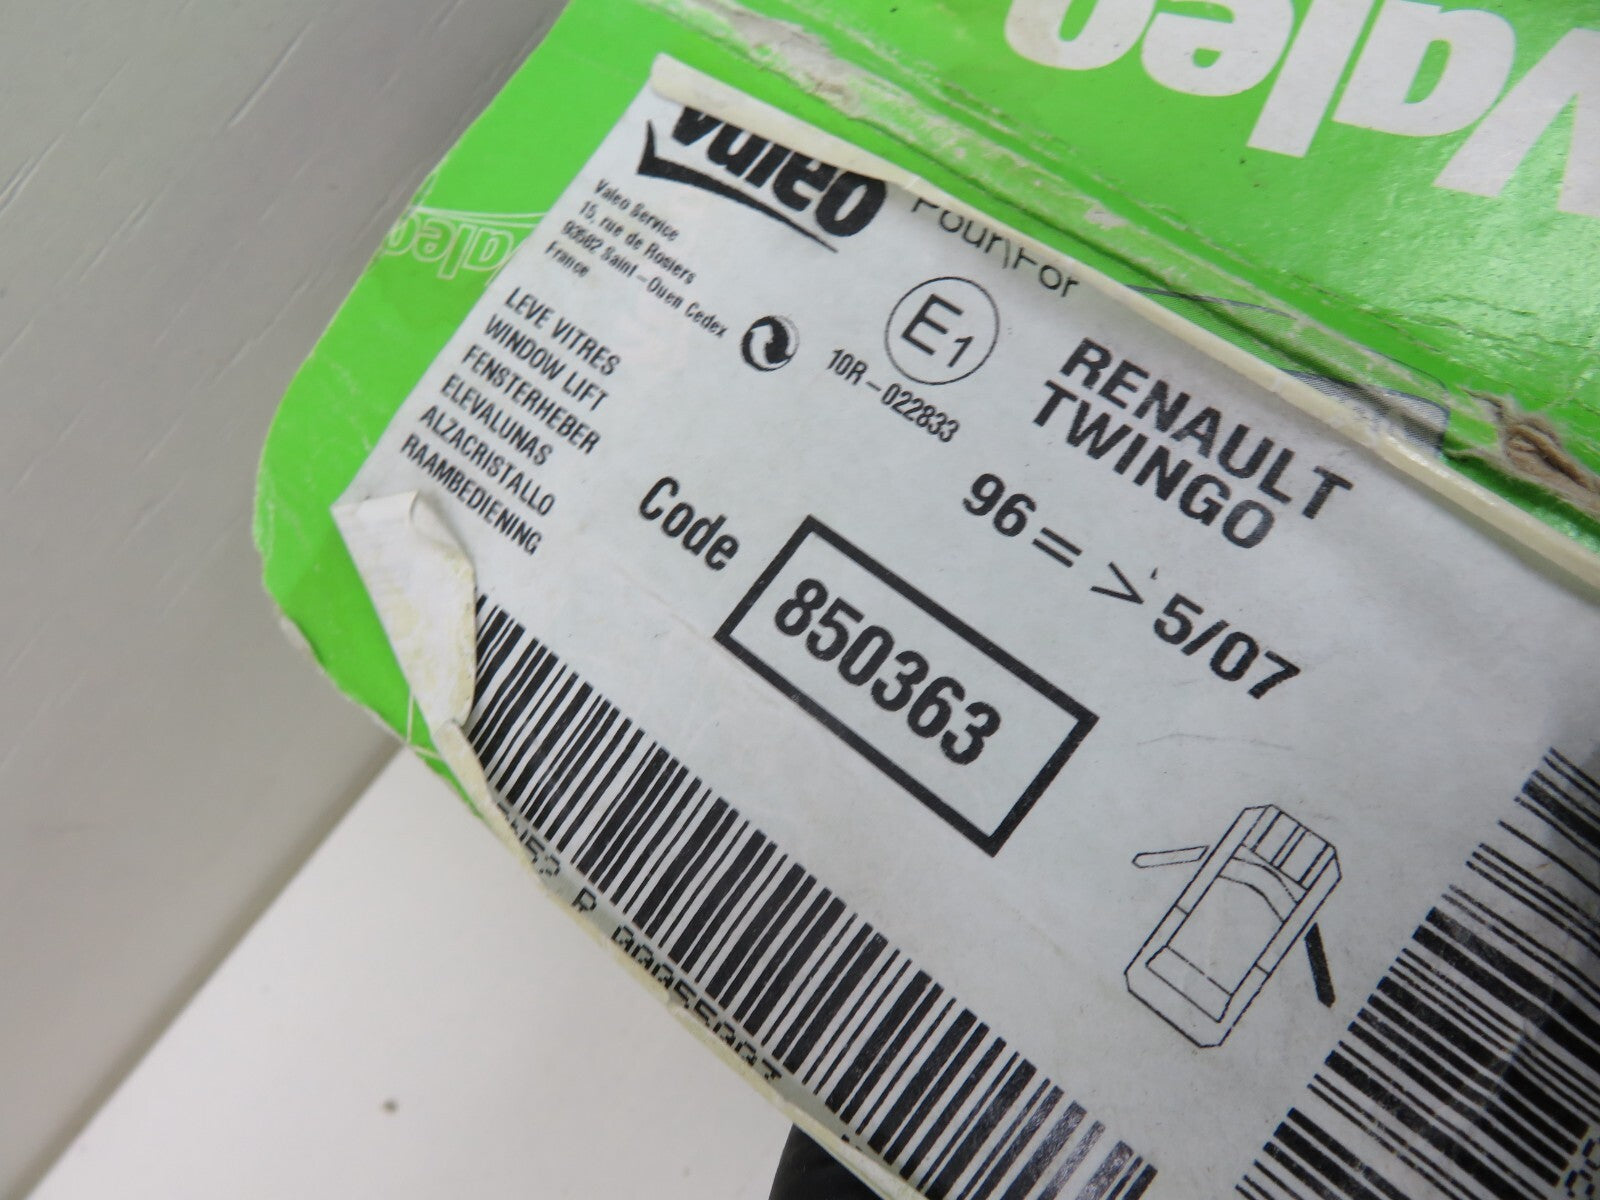 Valeo
valeo
Valeo
Valeo Service
15, rue de Rosiers
93582 Saint-Ouen Cedex
France
Pour\For
E1
10R-022833
RENAULT
TWINGO
96=> 5/07
LEVE VITRES
WINDOW LIFT
FENSTERHEBER
ELEVALUNAS
ALZACRISTALLO
RAAMBEDIENING
Code
850363